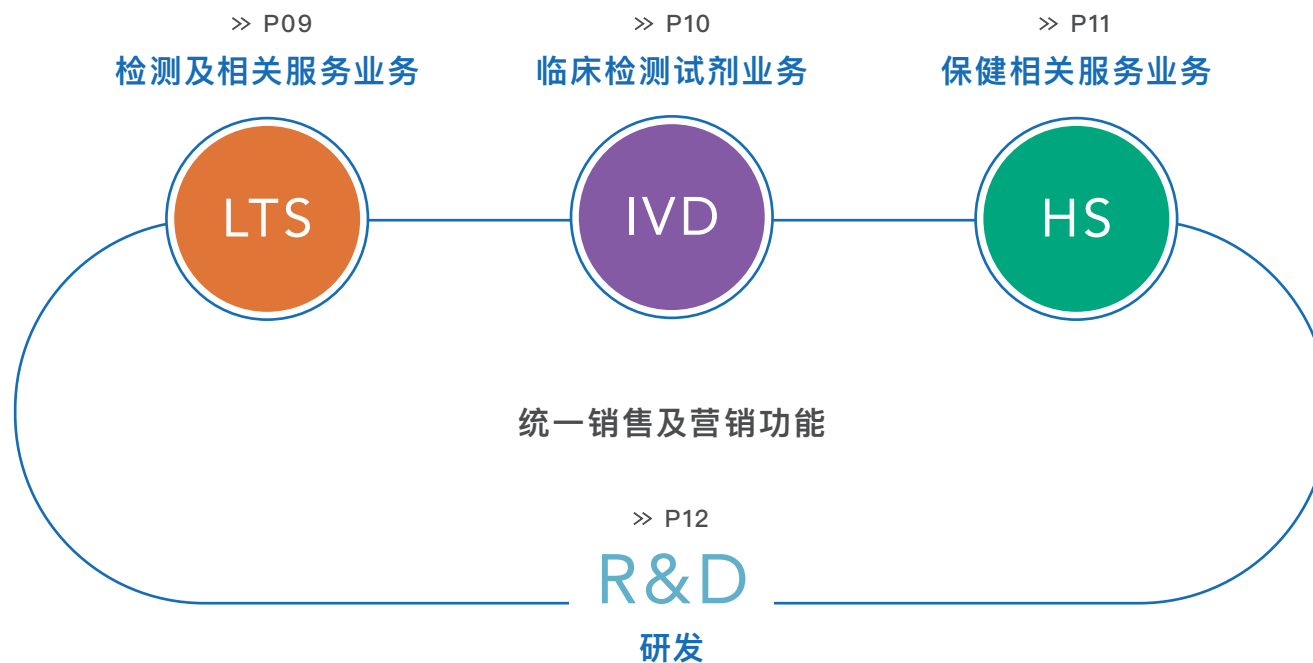 ≫ P09
检测及相关服务业务
LTS
≫ P10
临床检测试剂业务
IVD
≫ P11
保健相关服务业务
HS
统一销售及营销功能
≫ P12
R&D
研发